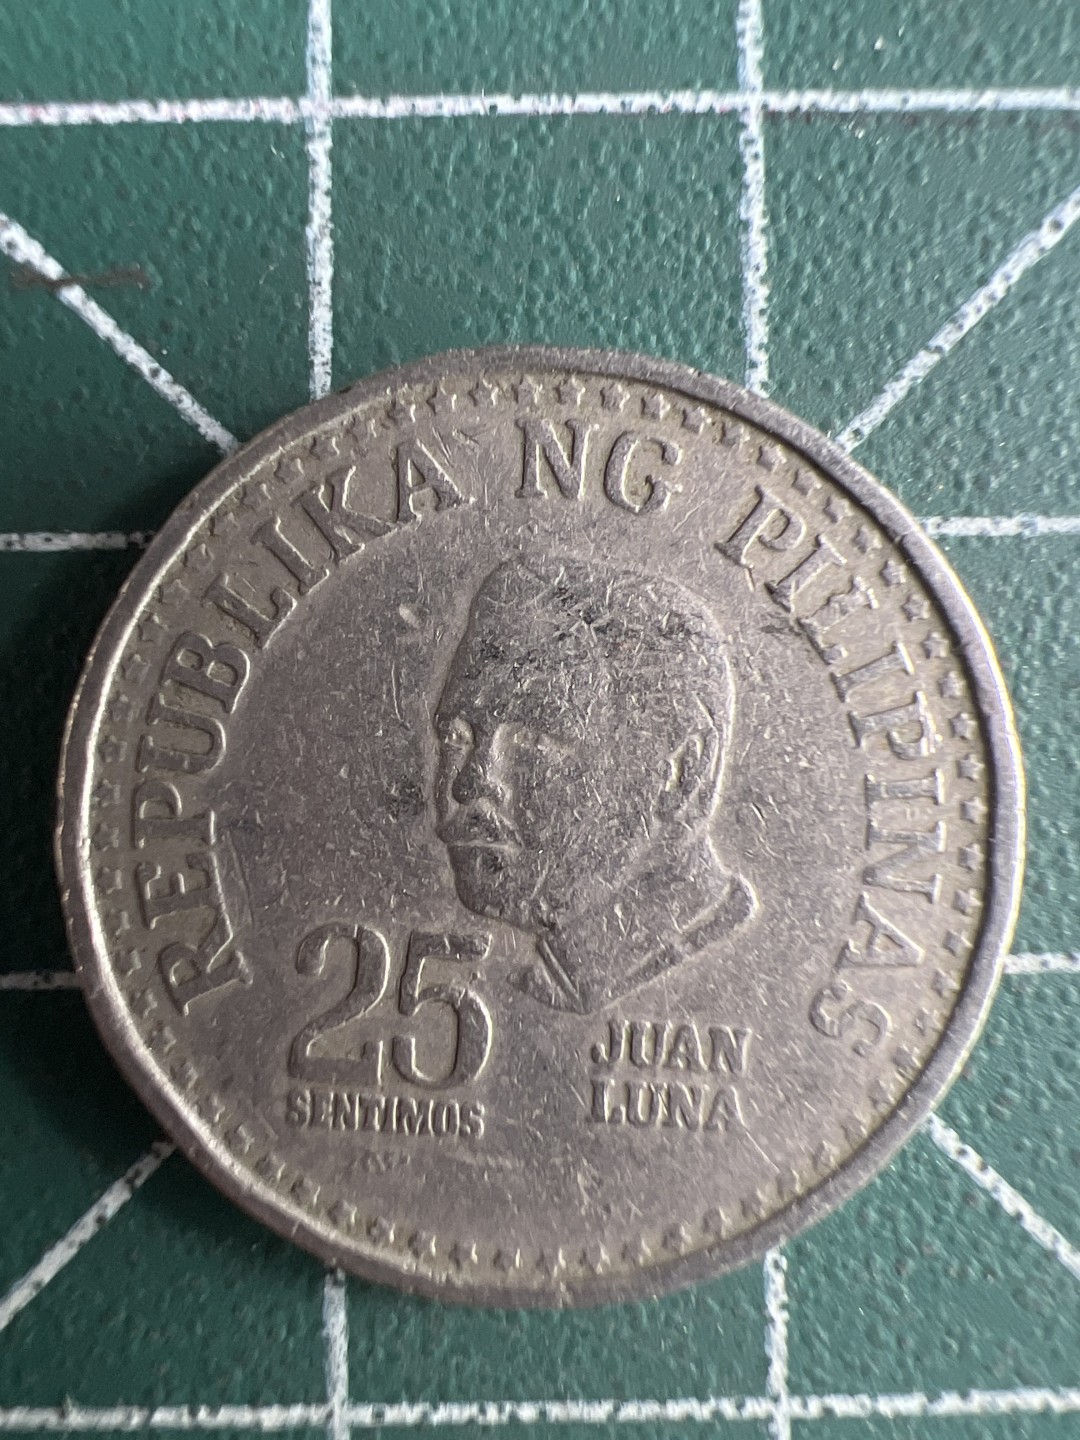 REPUBLIKA NG PILIPINAS
25
SENTIMOS
JUAN
LUNA